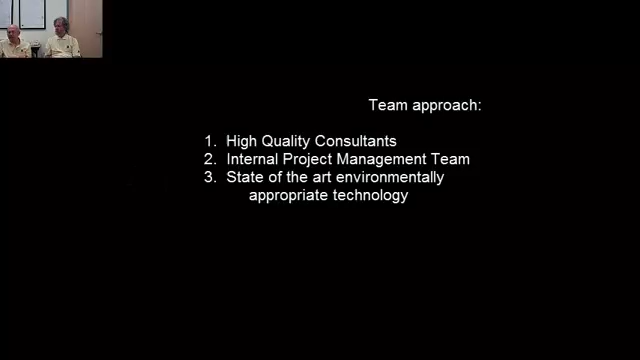 Team approach:
1. High Quality Consultants
2. Internal Project Management Team
3. State of the art environmentally
appropriate technology